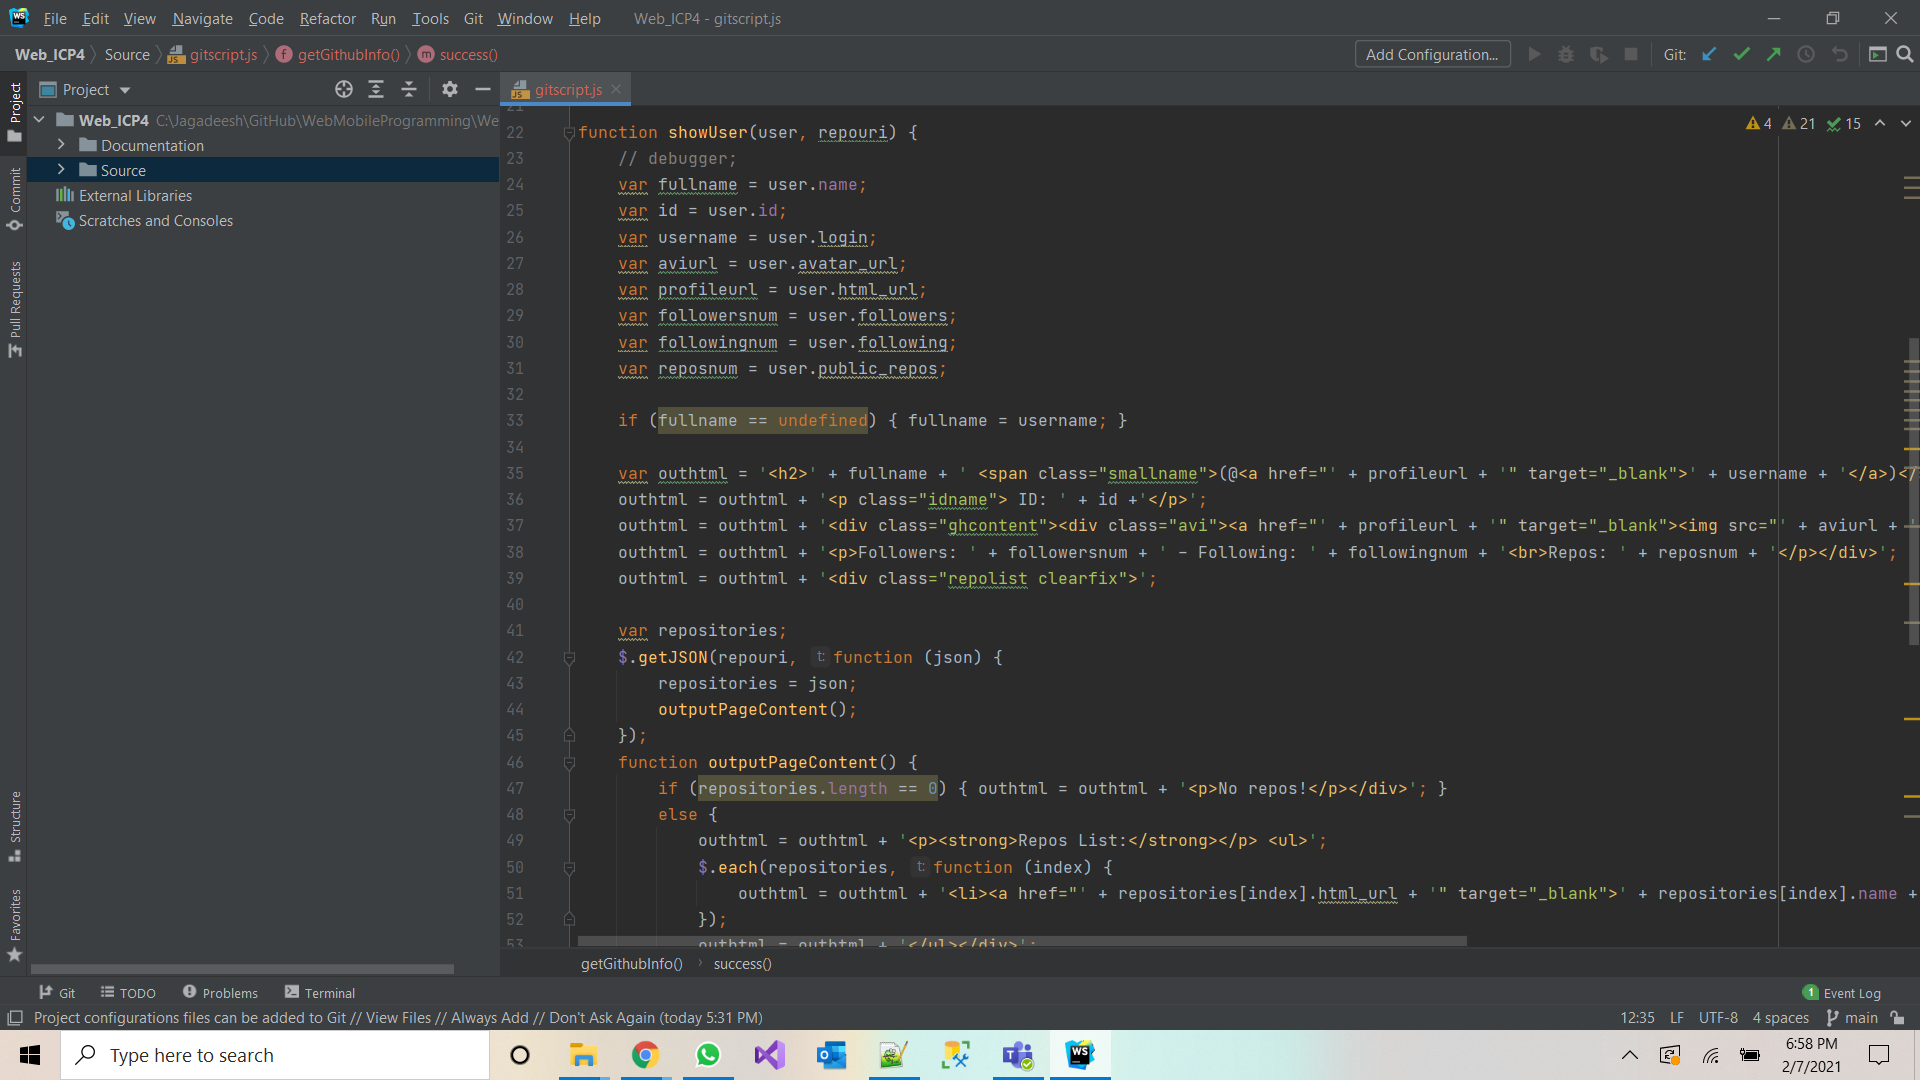 WS File Edit View Navigate Code Refactor Run Tools Git Window Help Web_ICP4 - gitscript.js
Web_ICP4 Source JS gitscript.js f getGithubInfo() m success() Add Configuration... Git:
Project
JS gitscript.js
Web_ICP4 C:\Jagadeesh\GitHub\WebMobileProgramming\We
Documentation
Source
External Libraries
Scratches and Consoles
Project
Commit
Pull Requests
Structure
Favorites
4 21 15
21
22 function showUser(user, repouri) {
23 // debugger;
24 var fullname = user.name;
25 var id = user.id;
26 var username = user.login;
27 var aviurl = user.avatar_url;
28 var profileurl = user.html_url;
29 var followersnum = user.followers;
30 var followingnum = user.following;
31 var reposnum = user.public_repos;
32
33 if (fullname == undefined) { fullname = username; }
34
35 var outhtml = '<h2>' + fullname + ' <span class="smallname">(@<a href="' + profileurl + '" target="_blank">' + username + '</a>)</
36 outhtml = outhtml + '<p class="idname"> ID: ' + id +'</p>';
37 outhtml = outhtml + '<div class="ghcontent"><div class="avi"><a href="' + profileurl + '" target="_blank"><img src="' + aviurl + '
38 outhtml = outhtml + '<p>Followers: ' + followersnum + ' - Following: ' + followingnum + '<br>Repos: ' + reposnum + '</p></div>';
39 outhtml = outhtml + '<div class="repolist clearfix">';
40
41 var repositories;
42 $.getJSON(repouri, t: function (json) {
43 repositories = json;
44 outputPageContent();
45 });
46 function outputPageContent() {
47 if (repositories.length == 0) { outhtml = outhtml + '<p>No repos!</p></div>'; }
48 else {
49 outhtml = outhtml + '<p><strong>Repos List:</strong></p> <ul>';
50 $.each(repositories, t: function (index) {
51 outhtml = outhtml + '<li><a href="' + repositories[index].html_url + '" target="_blank">' + repositories[index].name +
52 });
53 outhtml = outhtml + '</ul></div>';
getGithubInfo() success()
Git TODO Problems Terminal 1 Event Log
Project configurations files can be added to Git // View Files // Always Add // Don't Ask Again (today 5:31 PM) 12:35 LF UTF-8 4 spaces main
Type here to search
WS
6:58 PM
2/7/2021